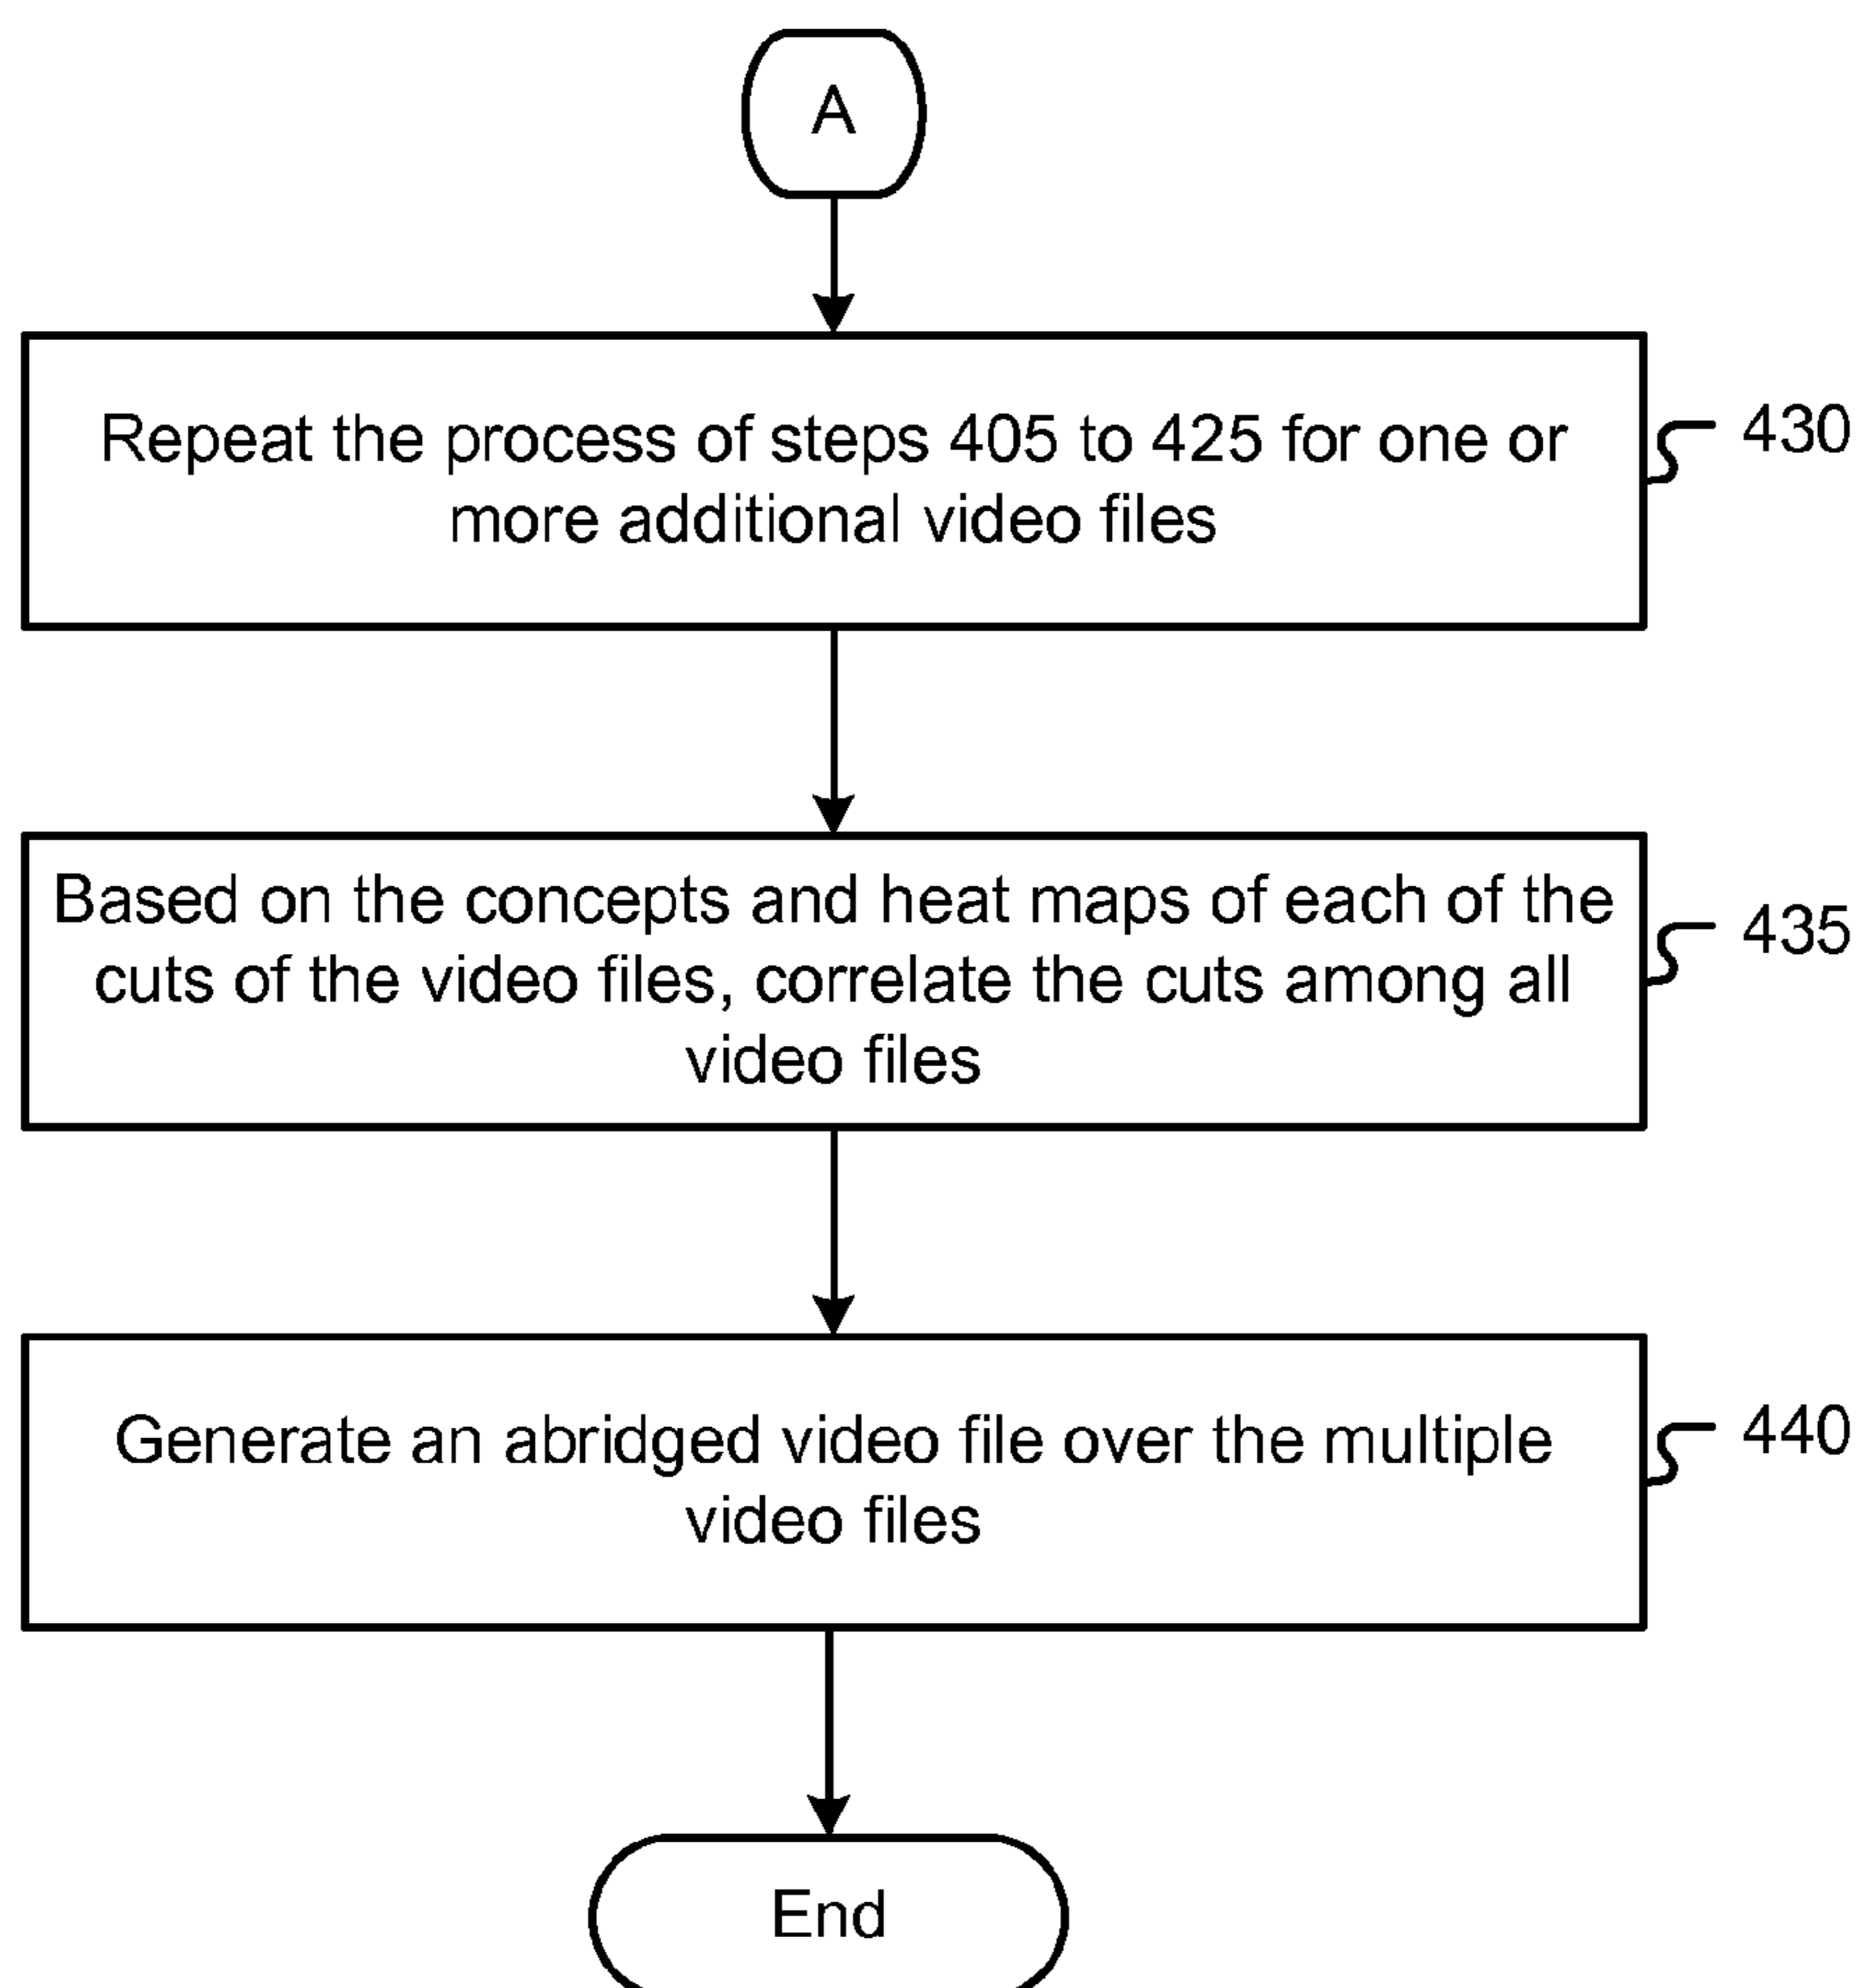 A
Repeat the process of steps 405 to 425 for one or
more additional video files
430
Based on the concepts and heat maps of each of the
cuts of the video files, correlate the cuts among all
video files
435
Generate an abridged video file over the multiple
video files
440
End